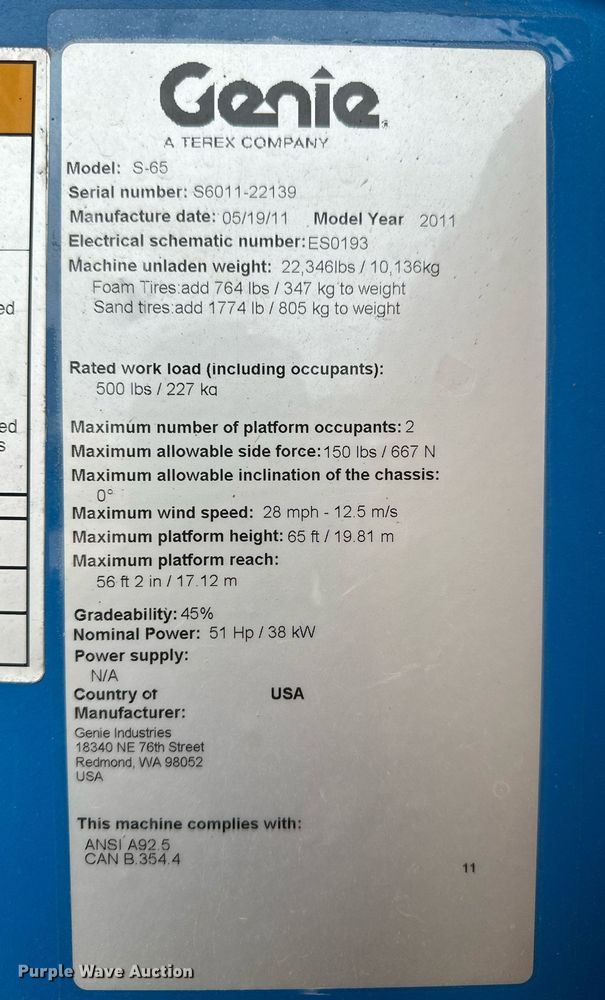 Genie
A TEREX COMPANY
Model: S-65
Serial number: S6011-22139
Manufacture date: 05/19/11 Model Year 2011
Electrical schematic number: ES0193
Machine unladen weight: 22,346lbs / 10,136kg
Foam Tires:add 764 lbs / 347 kg to weight
Sand tires:add 1774 lb / 805 kg to weight
Rated work load (including occupants):
500 lbs / 227 kg
Maximum number of platform occupants: 2
Maximum allowable side force: 150 lbs / 667 N
Maximum allowable inclination of the chassis:
0°
Maximum wind speed: 28 mph - 12.5 m/s
Maximum platform height: 65 ft / 19.81 m
Maximum platform reach:
56 ft 2 in / 17.12 m
Gradeability: 45%
Nominal Power: 51 Hp / 38 kW
Power supply:
N/A
Country of USA
Manufacturer:
Genie Industries
18340 NE 76th Street
Redmond, WA 98052
USA
This machine complies with:
ANSI A92.5
CAN B.354.4
11
Purple Wave Auction